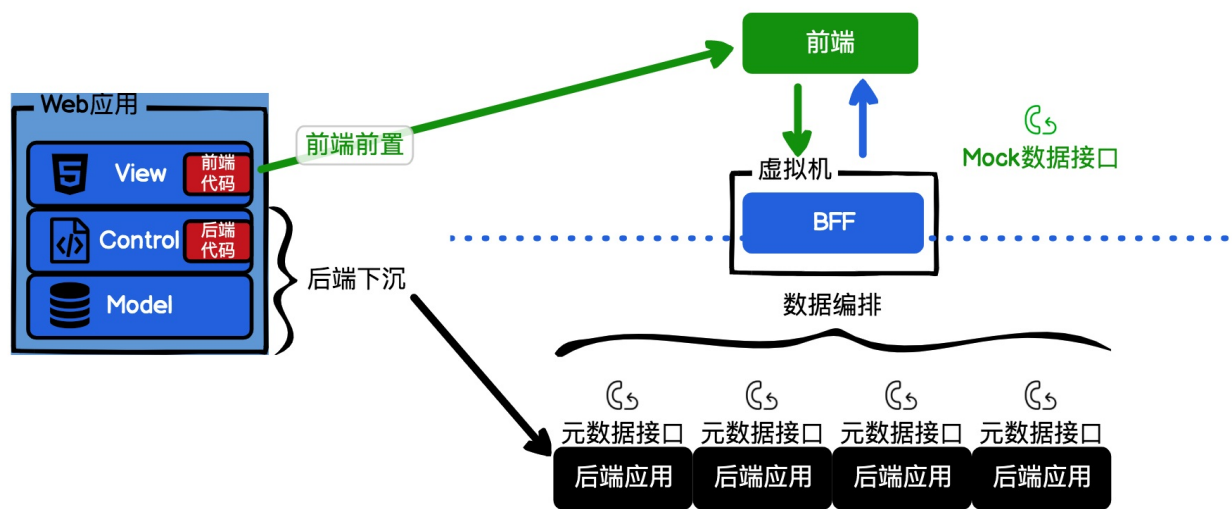 Web应用
View
前端
代码
Control
后端
代码
Model
前端前置
后端下沉
前端
Mock数据接口
虚拟机
BFF
数据编排
元数据接口
元数据接口
元数据接口
元数据接口
后端应用
后端应用
后端应用
后端应用